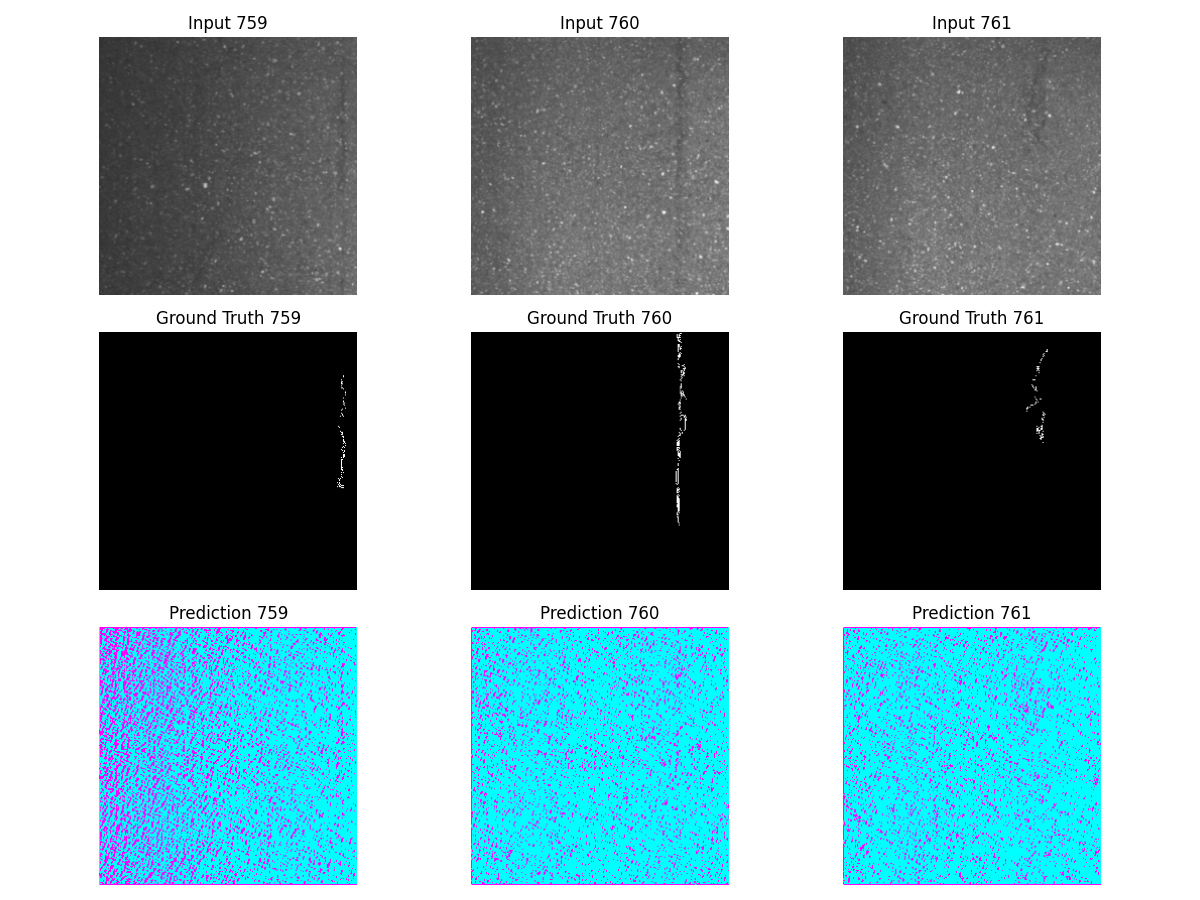 Input 759
Input 760
Input 761
Ground Truth 759
Ground Truth 760
Ground Truth 761
Prediction 759
Prediction 760
Prediction 761